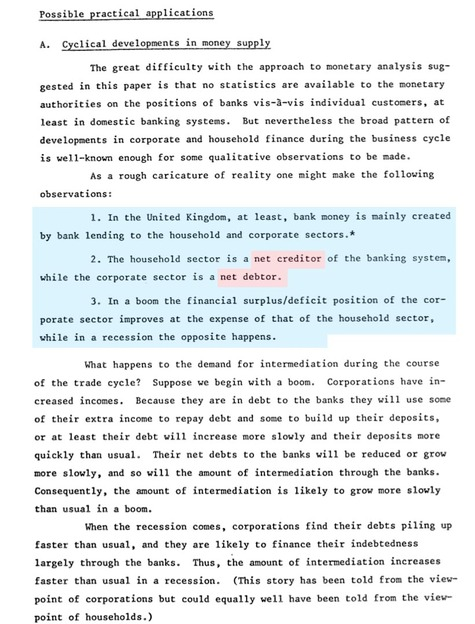 Possible practical applications
A. Cyclical developments in money supply
The great difficulty with the approach to monetary analysis sug-
gested in this paper is that no statistics are available to the monetary
authorities on the positions of banks vis-à-vis individual customers, at
least in domestic banking systems. But nevertheless the broad pattern of
developments in corporate and household finance during the business cycle
is well-known enough for some qualitative observations to be made.
As a rough caricature of reality one might make the following
observations:
1. In the United Kingdom, at least, bank money is mainly created
by bank lending to the household and corporate sectors.*
2. The household sector is a net creditor of the banking system,
while the corporate sector is a net debtor.
3. In a boom the financial surplus/deficit position of the cor-
porate sector improves at the expense of that of the household sector,
while in a recession the opposite happens.
What happens to the demand for intermediation during the course
of the trade cycle? Suppose we begin with a boom. Corporations have in-
creased incomes. Because they are in debt to the banks they will use some
of their extra income to repay debt and some to build up their deposits,
or at least their debt will increase more slowly and their deposits more
quickly than usual. Their net debts to the banks will be reduced or grow
more slowly, and so will the amount of intermediation through the banks.
Consequently, the amount of intermediation is likely to grow more slowly
than usual in a boom.
When the recession comes, corporations find their debts piling up
faster than usual, and they are likely to finance their indebtedness
largely through the banks. Thus, the amount of intermediation increases
faster than usual in a recession. (This story has been told from the view-
point of corporations but could equally well have been told from the view-
point of households.)